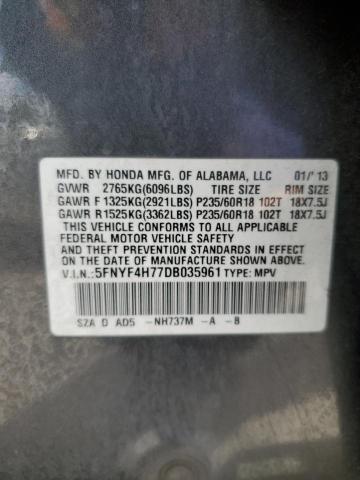 MFD. BY HONDA MFG. OF ALABAMA, LLC 01/'13
GVWR 2765KG(6096LBS) TIRE SIZE RIM SIZE
GAWR F 1325KG(2921LBS) P235/60R18 102T 18X7.5J
GAWR R 1525KG(3362LBS) P235/60R18 102T 18X7.5J
THIS VEHICLE CONFORMS TO ALL APPLICABLE
FEDERAL MOTOR VEHICLE SAFETY
AND THEFT PREVENTION STANDARDS
IN EFFECT ON THE
DATE OF MANUFACTURE SHOWN ABOVE.
V.I.N.: 5FNYF4H77DB035961 TYPE: MPV
SZA D AD5 -NH737M -A -8